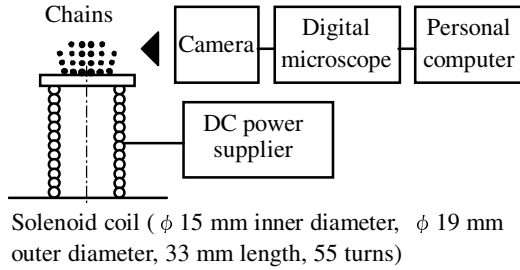 Chains
Camera
Digital
microscope
Personal
computer
DC power
supplier
Solenoid coil (ϕ 15 mm inner diameter, ϕ 19 mm
outer diameter, 33 mm length, 55 turns)